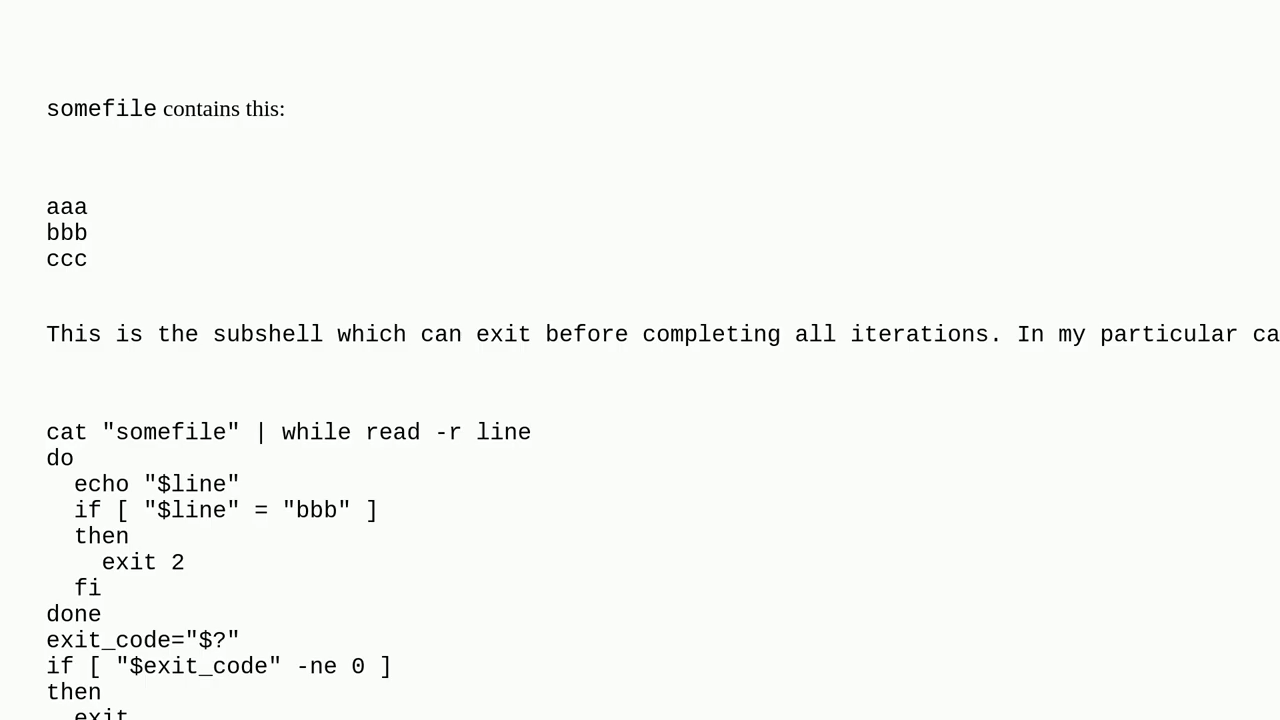 somefile contains this:
aaa
bbb
ccc
This is the subshell which can exit before completing all iterations. In my particular ca
cat "somefile" | while read -r line
do
  echo "$line"
  if [ "$line" = "bbb" ]
  then
    exit 2
  fi
done
exit_code="$?"
if [ "$exit_code" -ne 0 ]
then
  exit